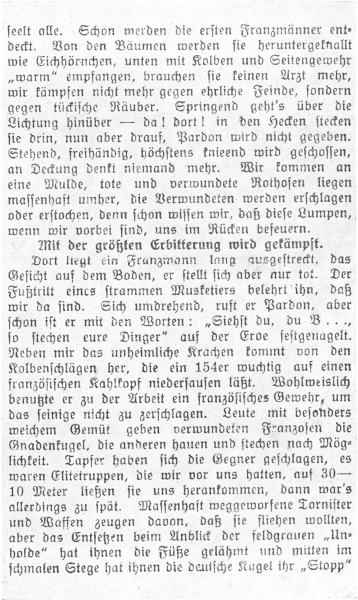 seelt alle. Schon werden die ersten Franzmänner ent-
deckt. Von den Bäumen werden sie heruntergeknallt
wie Eichhörnchen, unten mit Kolben und Seitengewehr
„warm“ empfangen, brauchen sie keinen Arzt mehr,
wir kämpfen nicht mehr gegen ehrliche Feinde, sondern
gegen tückische Räuber. Springend geht's über die
Lichtung hinüber — da! dort! in den Hecken stecken
sie drin, nun aber drauf, Pardon wird nicht gegeben.
Stehend, freihändig, höchstens knieend wird geschossen,
an Deckung denkt niemand mehr. Wir kommen an
eine Mulde, tote und verwundete Rothosen liegen
massenhaft umher, die Verwundeten werden erschlagen
oder erstochen, denn schon wissen wir, daß diese Lumpen,
wenn wir vorbei sind, uns im Rücken befeuern.
Mit der größten Erbitterung wird gekämpft.
Dort liegt ein Franzmann lang ausgestreckt, das
Gesicht auf dem Boden, er stellt sich aber nur tot. Der
Fußtritt eines strammen Musketiers belehrt ihn, daß
wir da sind. Sich umdrehend, ruft er Pardon, aber
schon ist er mit den Worten: „Siehst du, du B . . .,
so stechen eure Dinger“ auf der Erde festgenagelt.
Neben mir das unheimliche Krachen kommt von den
Kolbenschlägen her, die ein 154er wuchtig auf einen
französischen Kahlkopf niedersausen läßt. Wohlweislich
benutzte er zu der Arbeit ein französisches Gewehr, um
das seinige nicht zu zerschlagen. Leute mit besonders
weichem Gemüt geben verwundeten Franzosen die
Gnadenkugel, die anderen hauen und stechen nach Mög-
lichkeit. Tapfer haben sich die Gegner geschlagen, es
waren Elitetruppen, die wir vor uns hatten, auf 30—
10 Meter ließen sie uns herankommen, dann war's
allerdings zu spät. Massenhaft weggeworfene Tornister
und Waffen zeugen davon, daß sie fliehen wollten,
aber das Entsetzen beim Anblick der feldgrauen „Un-
holde“ hat ihnen die Füße gelähmt und mitten im
schmalen Stege hat ihnen die deutsche Kugel ihr „Stopp“